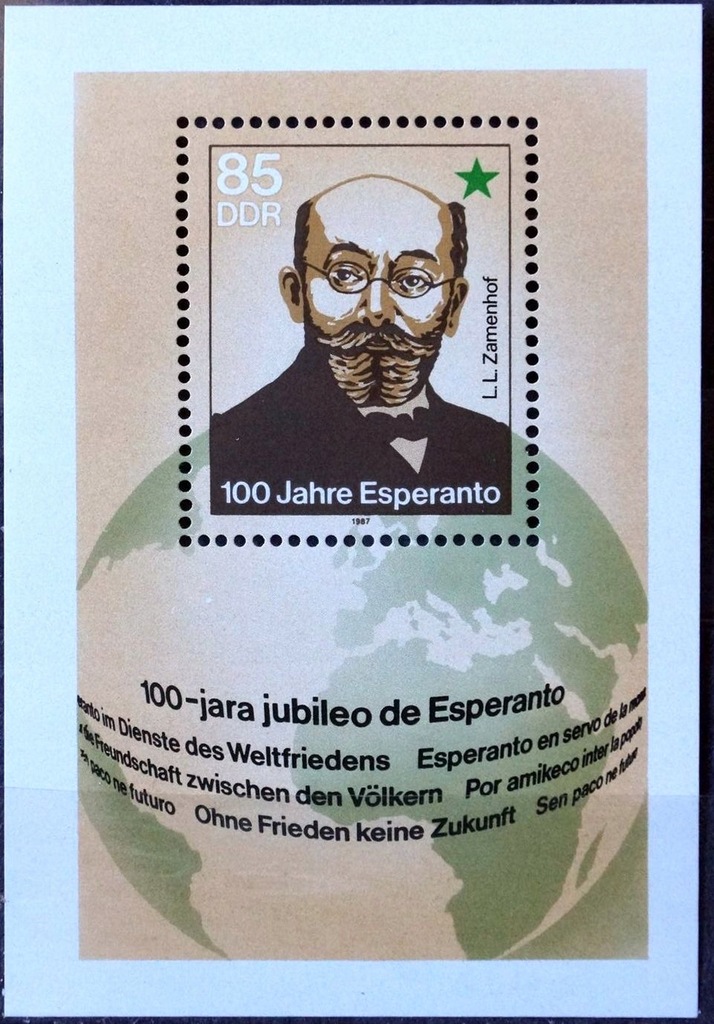 85
DDR
L. L. Zamenhof
100 Jahre Esperanto
1987
100-jara jubileo de Esperanto
im Dienste des Weltfriedens Esperanto en servo de la
Freundschaft zwischen den Völkern Por amikeco inter la popoloj
paco ne futuro Ohne Frieden keine Zukunft Sen paco ne futuro